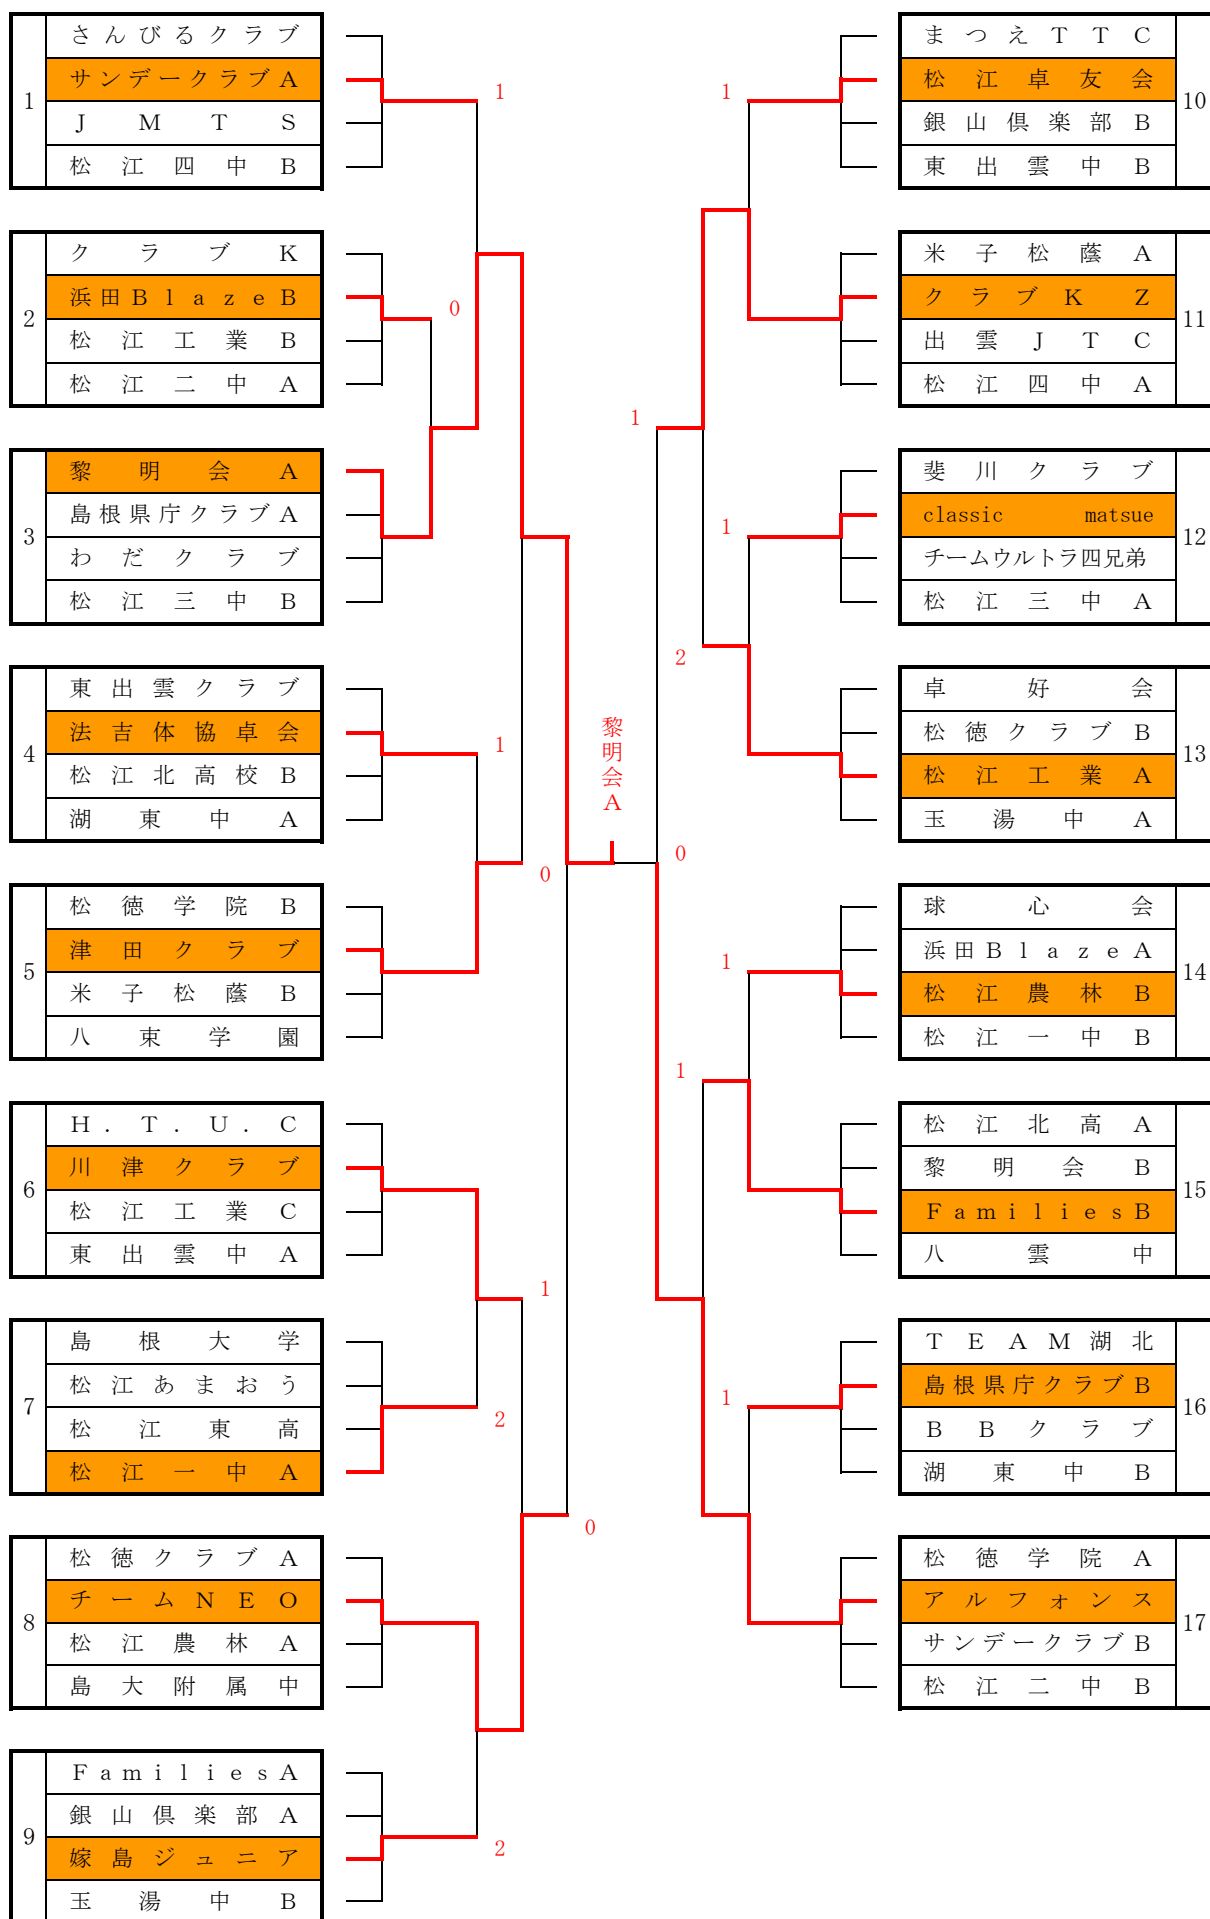 1
さんびるクラブ
サンデークラブA
JMTS
松江四中B
2
クラブK
浜田BlazeB
松江工業B
松江二中A
3
黎明会A
島根県庁クラブA
わだクラブ
松江三中B
4
東出雲クラブ
法吉体協卓会
松江北高校B
湖東中A
5
松徳学院B
津田クラブ
米子松蔭B
八束学園
6
H.T.U.C
川津クラブ
松江工業C
東出雲中A
7
島根大学
松江あまおう
松江東高
松江一中A
8
松徳クラブA
チームNEO
松江農林A
島大附属中
9
FamiliesA
銀山倶楽部A
嫁島ジュニア
玉湯中B
1
0
1
0
1
2
0
2
黎明会A
1
1
1
2
0
1
1
1
まつえTTC
松江卓友会
銀山倶楽部B
東出雲中B
10
米子松蔭A
クラブK Z
出雲JTC
松江四中A
11
斐川クラブ
classic matsue
チームウルトラ四兄弟
松江三中A
12
卓好会
松徳クラブB
松江工業A
玉湯中A
13
球心会
浜田BlazeA
松江農林B
松江一中B
14
松江北高A
黎明会B
FamiliesB
八雲中
15
TEAM湖北
島根県庁クラブB
BBクラブ
湖東中B
16
松徳学院A
アルフォンス
サンデークラブB
松江二中B
17